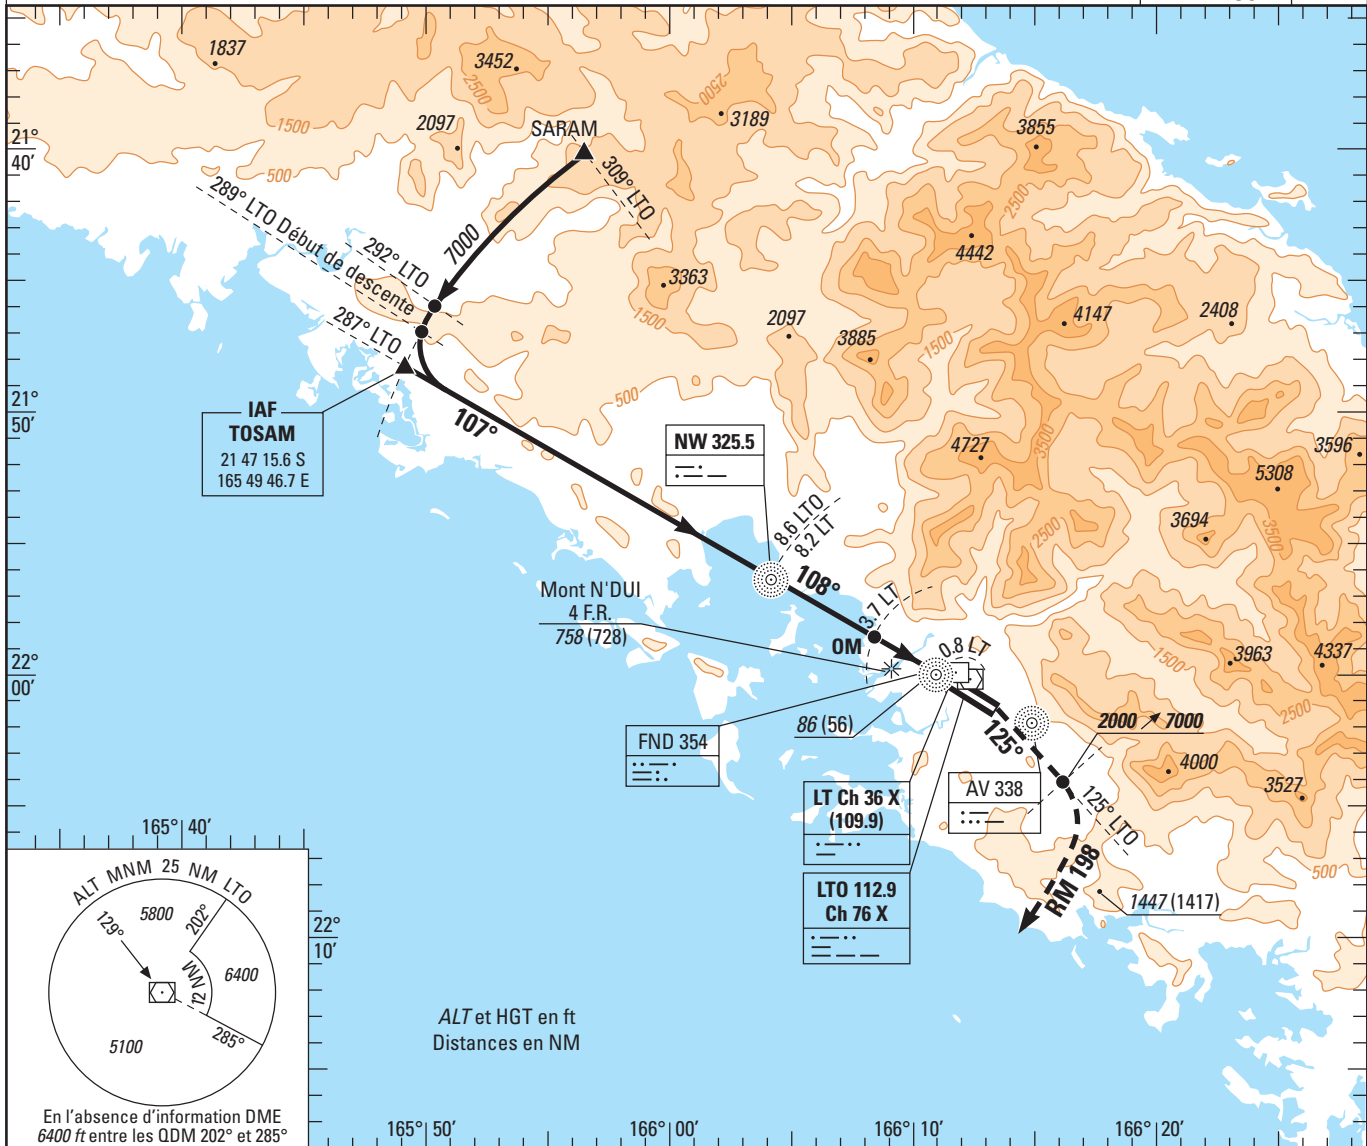 1837
3452
2500
2500
3189
1500
2097
SARAM
3855
21°
40'
500
309° LTO
2500
289° LTO Début de descente
7000
292° LTO
4442
3363
1500
287° LTO
2097
4147
2408
3885
1500
IAF
TOSAM
21 47 15.6 S
165 49 46.7 E
21°
50'
500
107°
NW 325.5
4727
3500
3596
5308
8.6 LTO
8.2 LT
2500
3694
3500
108°
Mont N'DUI
4 F.R.
758 (728)
3.7 LT
OM
0.8 LT
1500
3963
4337
22°
00'
2500
86 (56)
125°
2000 7000
FND 354
4000
3527
LT Ch 36 X
(109.9)
AV 338
125° LTO
LTO 112.9
Ch 76 X
RM 198
1447 (1417)
500
165° 40'
ALT MNM 25 NM LTO
5800
202°
129°
12 NM
6400
285°
5100
22°
10'
ALT et HGT en ft
Distances en NM
En l'absence d'information DME
6400 ft entre les QDM 202° et 285°
165° 50'
166° 00'
166° 10'
166° 20'